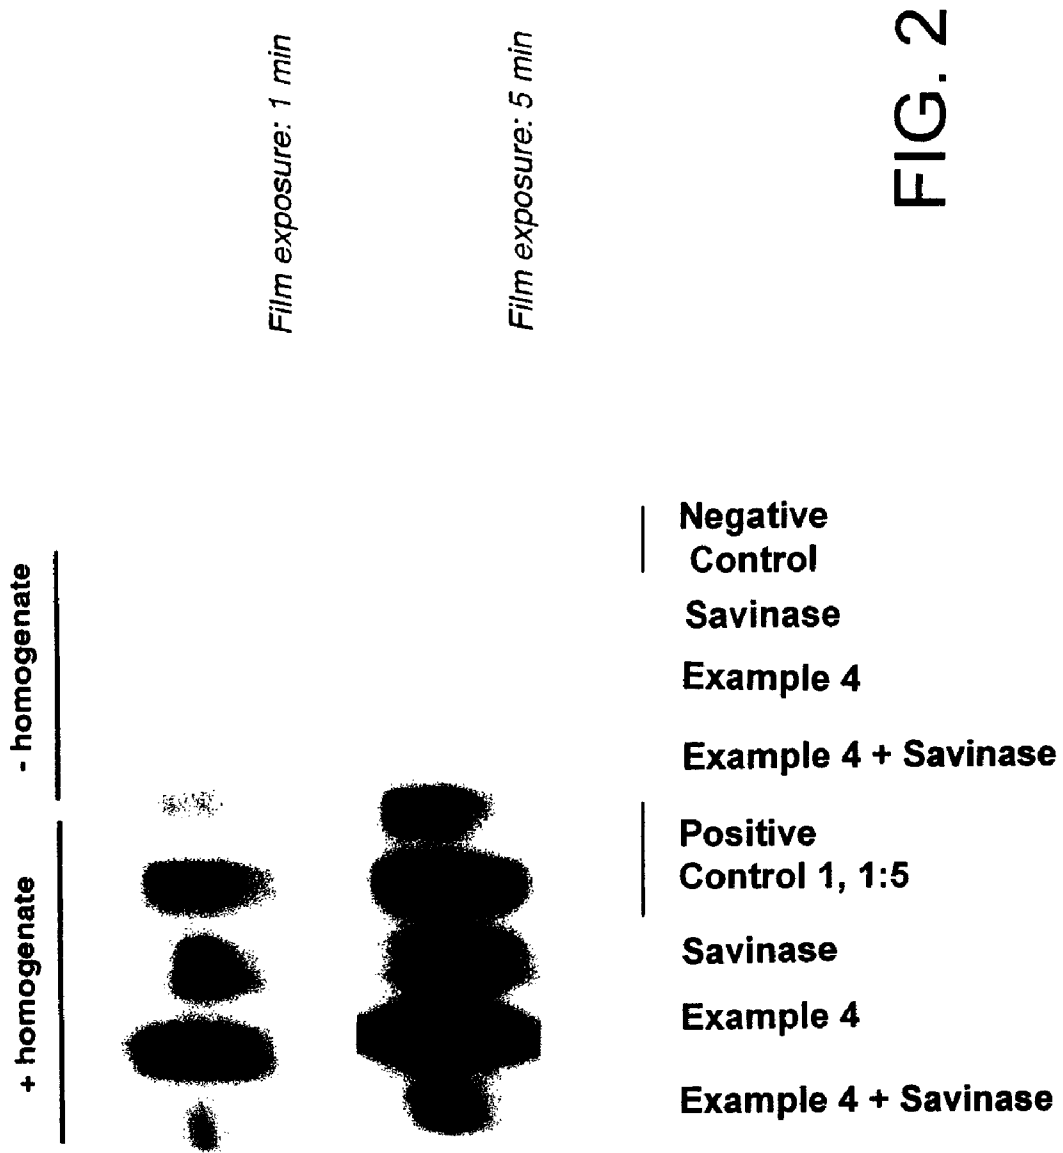 - homogenate
+ homogenate
Film exposure: 1 min
Film exposure: 5 min
Negative
Control
Savinase
Example 4
Example 4 + Savinase
Positive
Control 1, 1:5
Savinase
Example 4
Example 4 + Savinase
FIG. 2